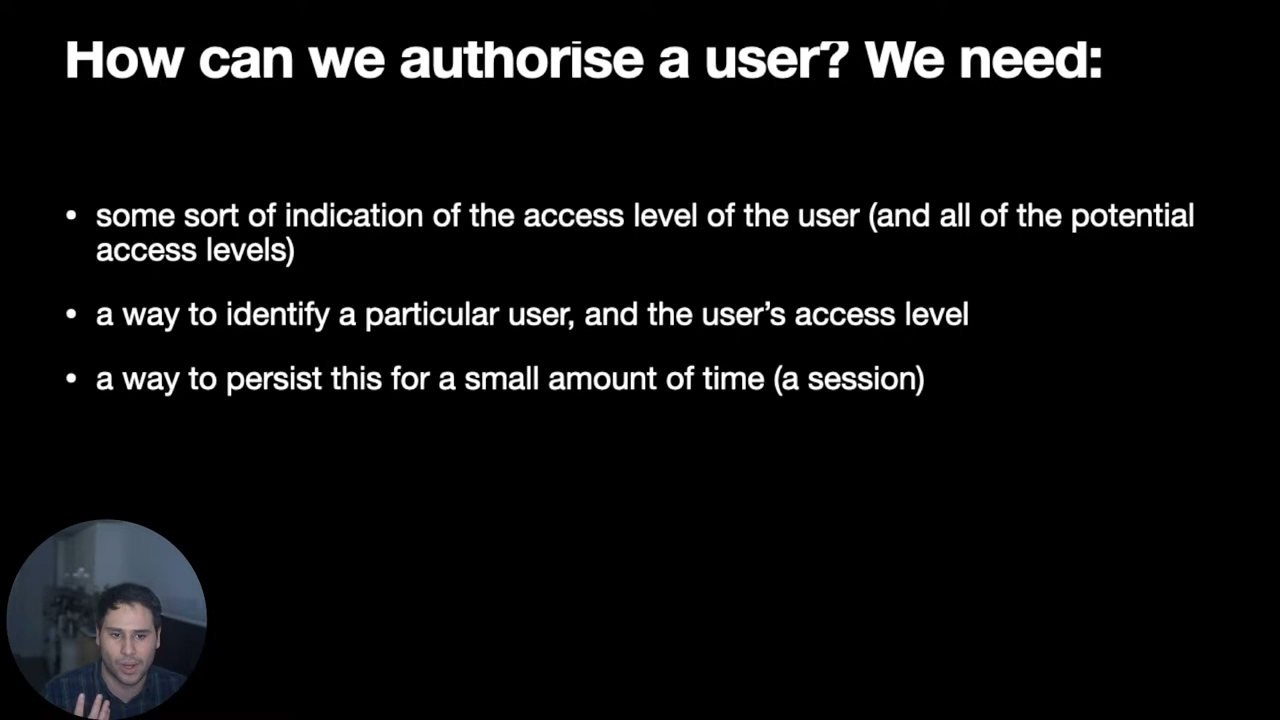 How can we authorise a user? We need:
• some sort of indication of the access level of the user (and all of the potential
access levels)
• a way to identify a particular user, and the user’s access level
• a way to persist this for a small amount of time (a session)